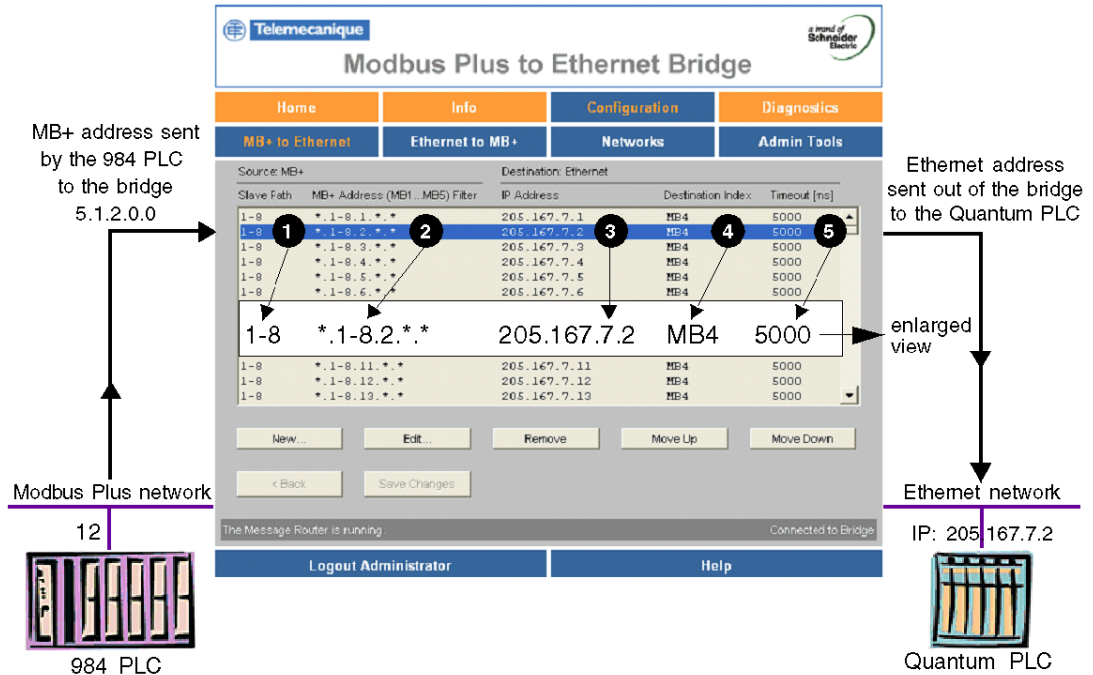 Telemecanique
a brand of
Schneider
Electric
Modbus Plus to Ethernet Bridge
Home Info Configuration Diagnostics
MB+ to Ethernet Ethernet to MB+ Networks Admin Tools
MB+ address sent
by the 984 PLC
to the bridge
5.1.2.0.0
Source: MB+ Destination: Ethernet
Slave Path MB+ Address (MB1...MB5) Filter IP Address Destination Index Timeout [ns]
1-8 *.1-8.1.*.* 205.167.7.1 MB4 5000
1-8 1 *.1-8.2.*.* 2 205.167.7.2 3 MB4 4 5000 5
1-8 *.1-8.3.*.* 205.167.7.3 MB4 5000
1-8 *.1-8.4.*.* 205.167.7.4 MB4 5000
1-8 *.1-8.5.*.* 205.167.7.5 MB4 5000
1-8 *.1-8.6.*.* 205.167.7.6 MB4 5000
1-8 *.1-8.2.*.* 205.167.7.2 MB4 5000
1-8 *.1-8.11.*.* 205.167.7.11 MB4 5000
1-8 *.1-8.12.*.* 205.167.7.12 MB4 5000
1-8 *.1-8.13.*.* 205.167.7.13 MB4 5000
Ethernet address
sent out of the bridge
to the Quantum PLC
enlarged
view
New... Edit... Remove Move Up Move Down
< Back Save Changes
The Message Router is running. Connected to Bridge
Logout Administrator Help
Modbus Plus network
12
984 PLC
Ethernet network
IP: 205.167.7.2
Quantum PLC